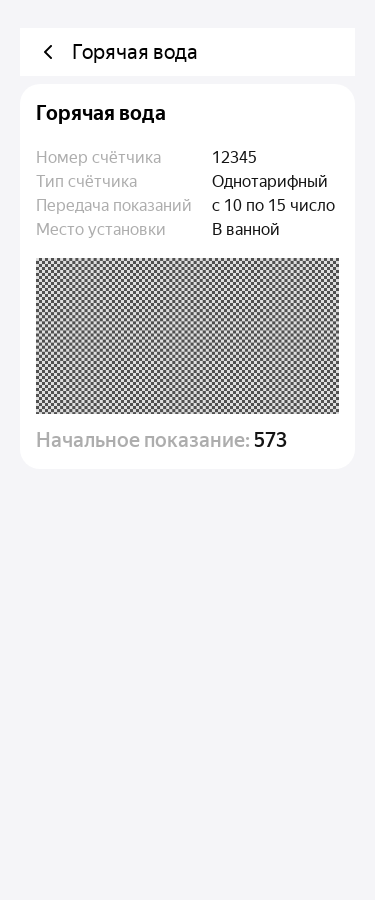 Горячая вода
Горячая вода
Номер счётчика 12345
Тип счётчика Однотарифный
Передача показаний с 10 по 15 число
Место установки В ванной
Начальное показание: 573